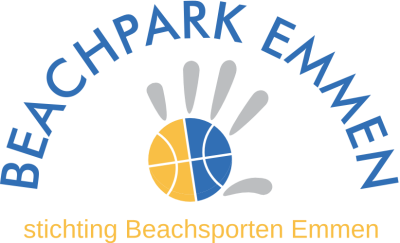 BEACHPARK EMMEN
stichting Beachsporten Emmen